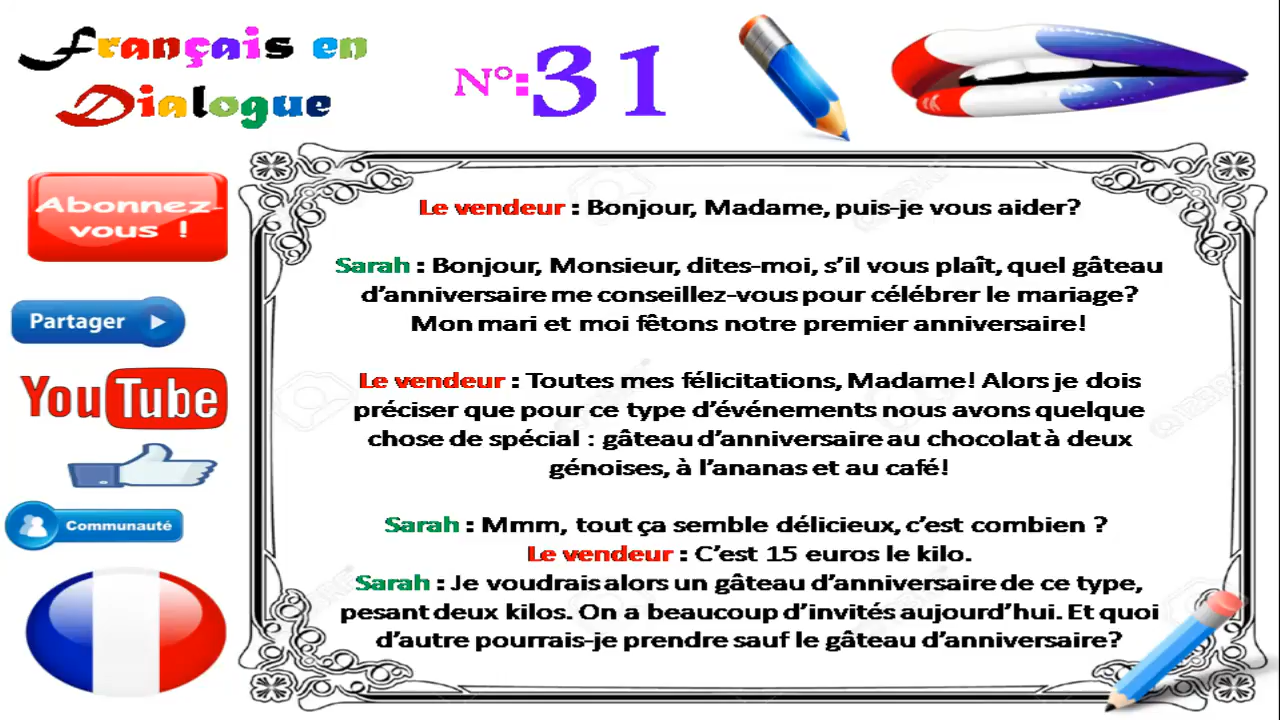 Français en
Dialogue
N°:31
Abonnez-
vous !
Partager
YouTube
Communauté
Le vendeur : Bonjour, Madame, puis-je vous aider?
Sarah : Bonjour, Monsieur, dites-moi, s’il vous plaît, quel gâteau
d’anniversaire me conseillez-vous pour célébrer le mariage?
Mon mari et moi fêtons notre premier anniversaire!
Le vendeur : Toutes mes félicitations, Madame! Alors je dois
préciser que pour ce type d’événements nous avons quelque
chose de spécial : gâteau d’anniversaire au chocolat à deux
génoises, à l’ananas et au café!
Sarah : Mmm, tout ça semble délicieux, c’est combien ?
Le vendeur : C’est 15 euros le kilo.
Sarah : Je voudrais alors un gâteau d’anniversaire de ce type,
pesant deux kilos. On a beaucoup d’invités aujourd’hui. Et quoi
d’autre pourrais-je prendre sauf le gâteau d’anniversaire?